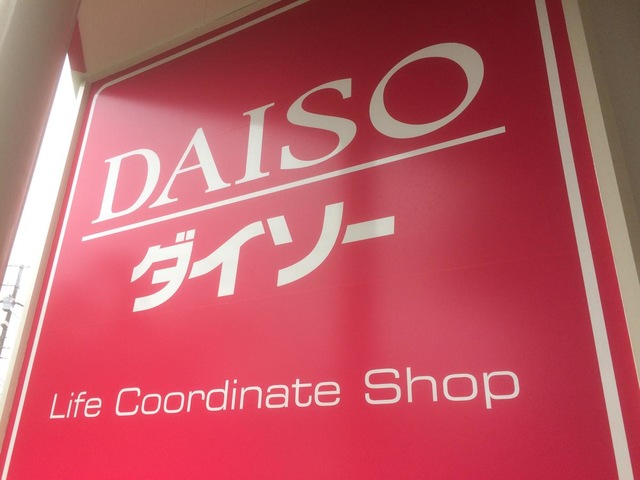 DAISO
ダイソー
Life Coordinate Shop